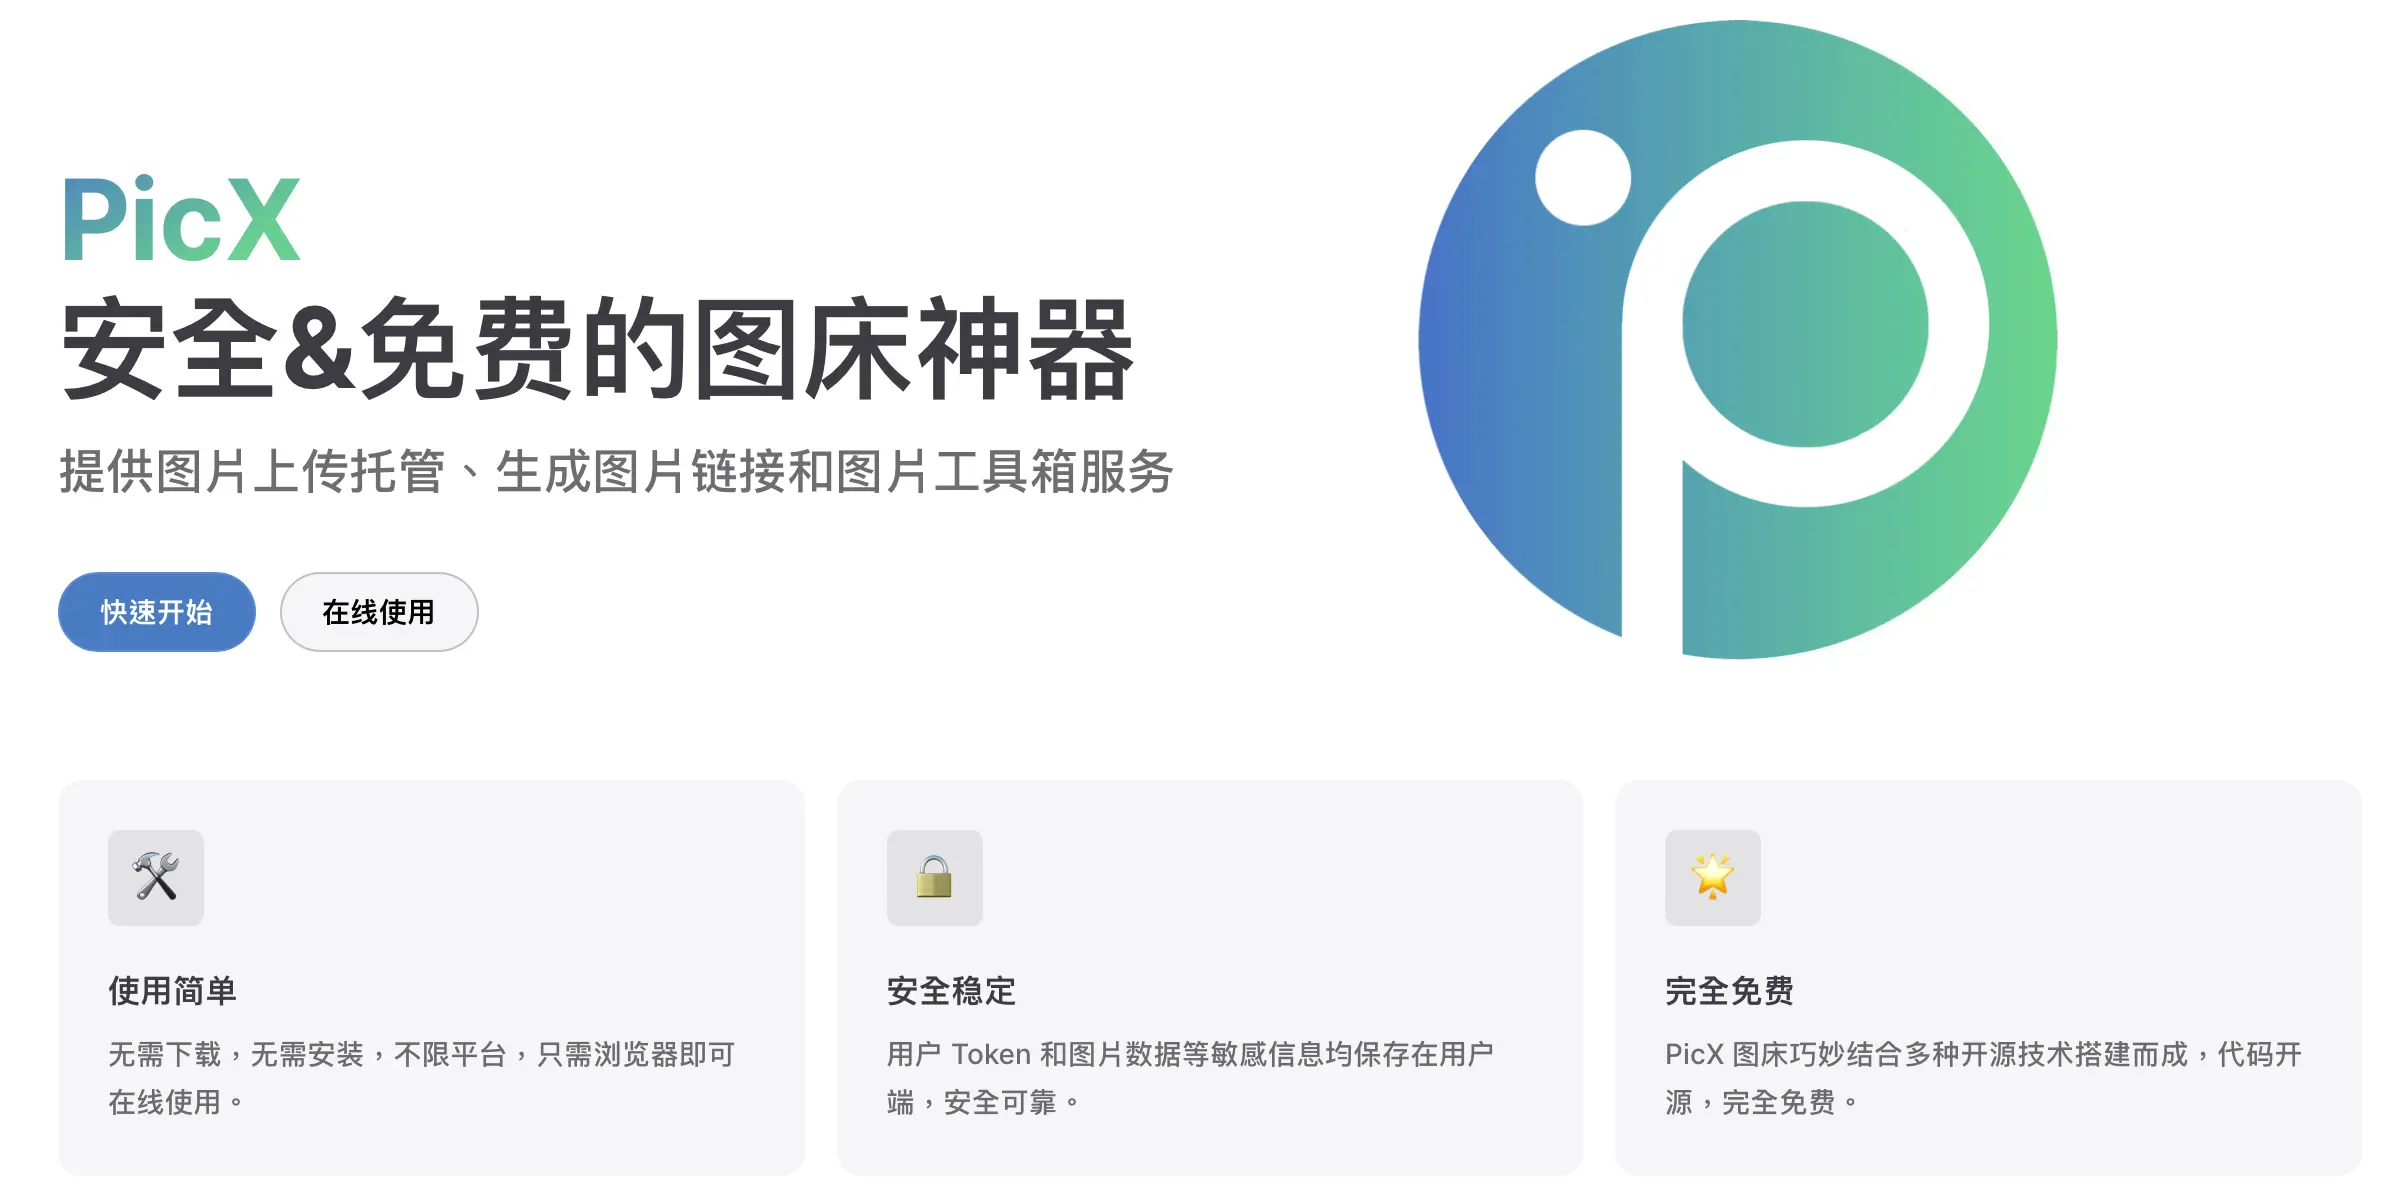 PicX
安全&免费的图床神器
提供图片上传托管、生成图片链接和图片工具箱服务
快速开始
在线使用
使用简单
无需下载，无需安装，不限平台，只需浏览器即可
在线使用。
安全稳定
用户 Token 和图片数据等敏感信息均保存在用户
端，安全可靠。
完全免费
PicX 图床巧妙结合多种开源技术搭建而成，代码开
源，完全免费。